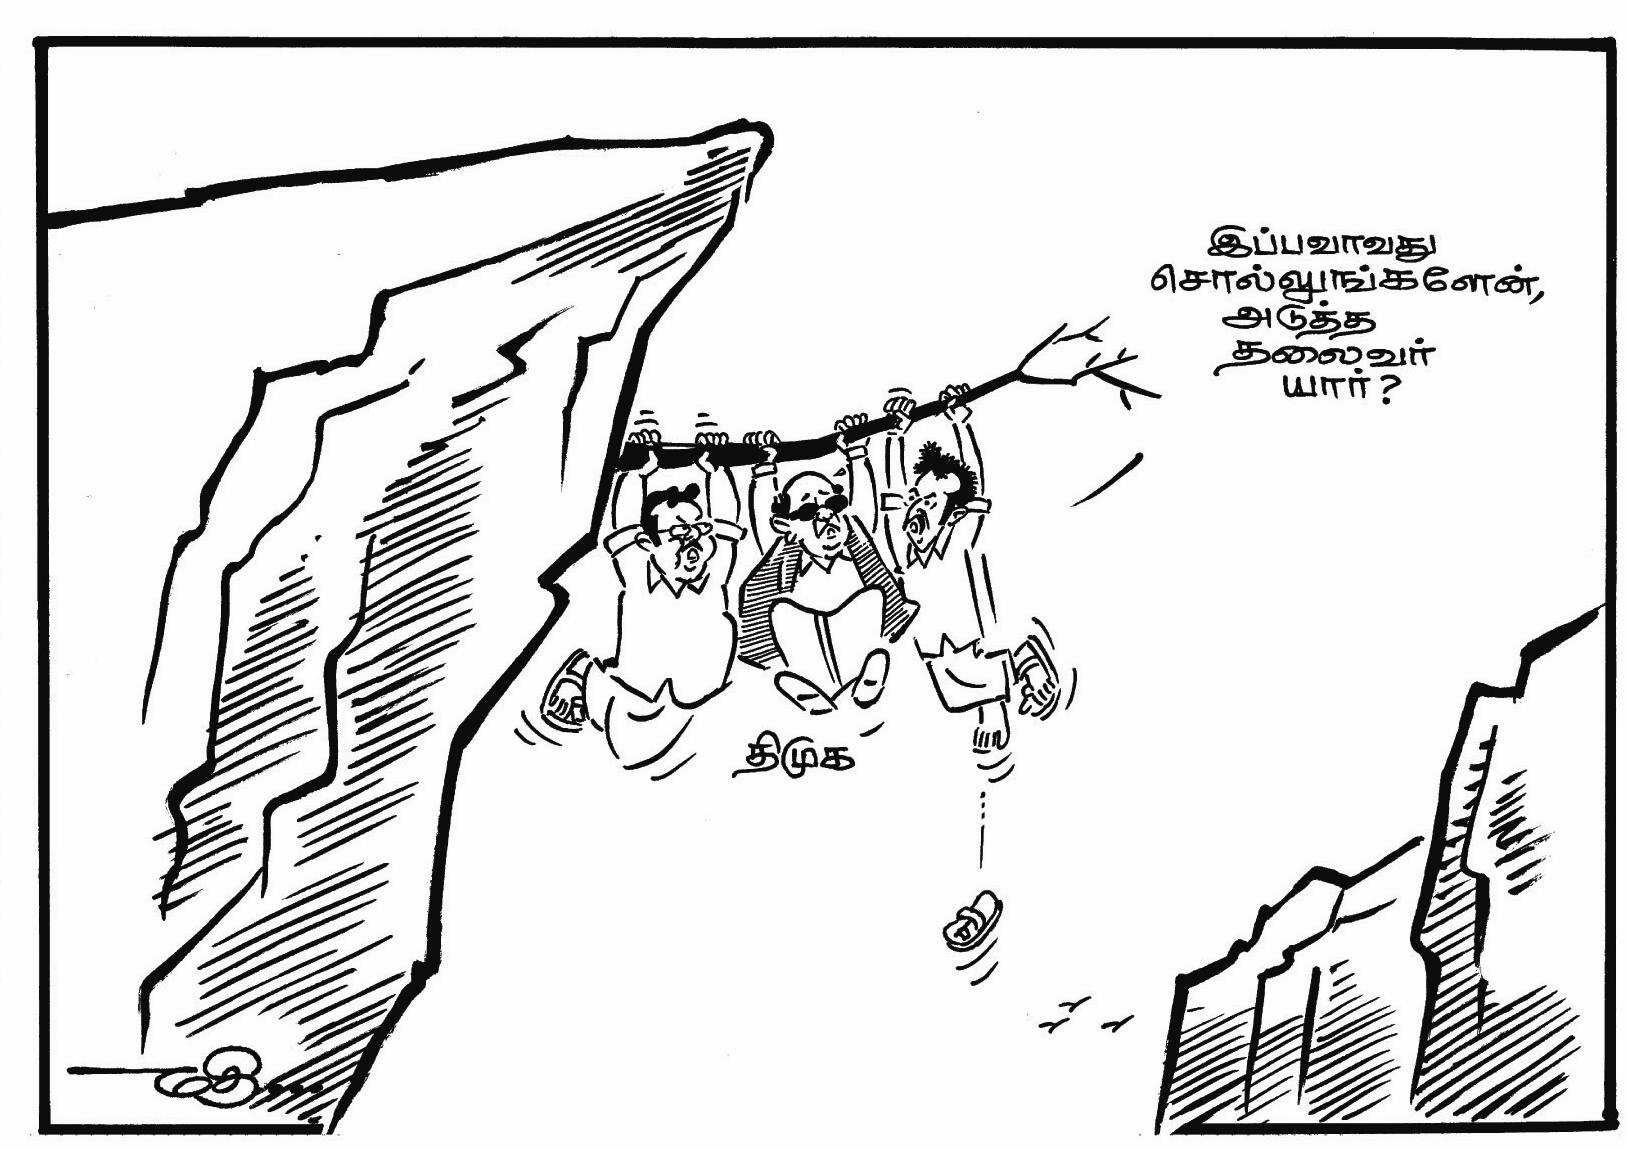 இப்பவாவது
சொல்லுங்களேன்,
அடுத்த
தலைவர்
யார்?
திமுக